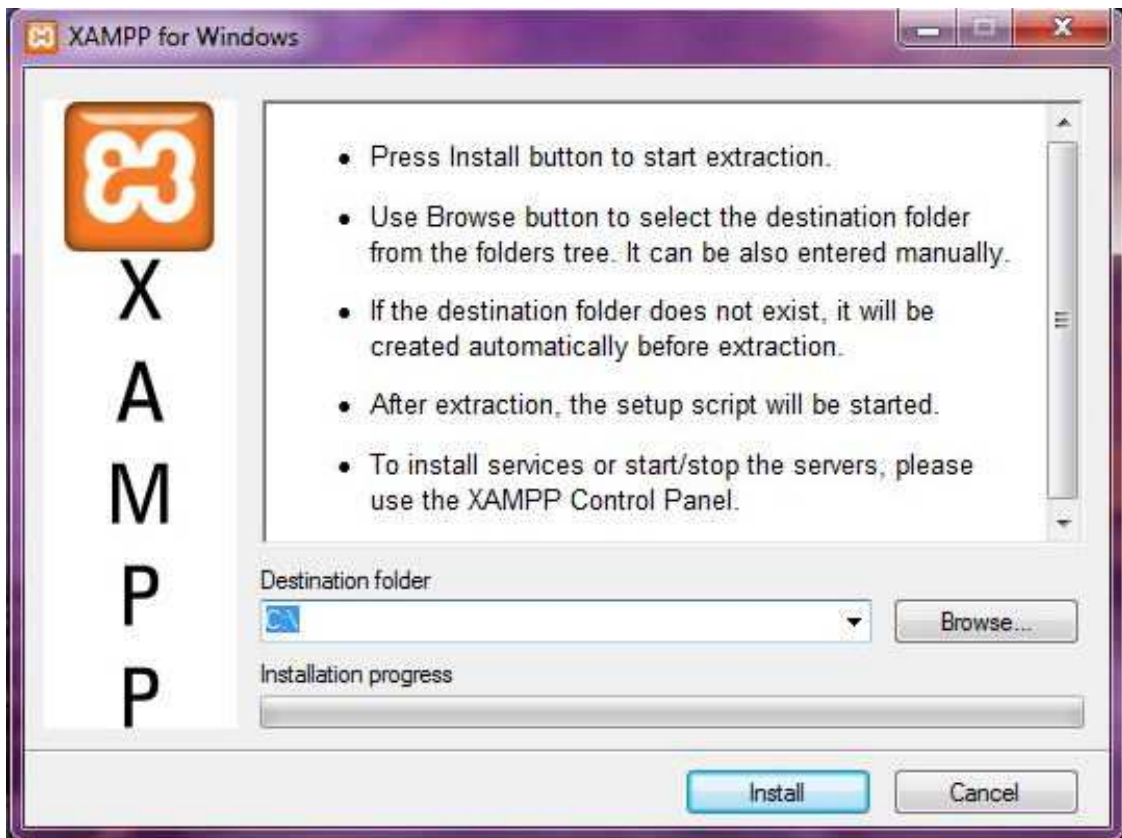 XAMPP for Windows
X
A
M
P
P
• Press Install button to start extraction.
• Use Browse button to select the destination folder
from the folders tree. It can be also entered manually.
• If the destination folder does not exist, it will be
created automatically before extraction.
• After extraction, the setup script will be started.
• To install services or start/stop the servers, please
use the XAMPP Control Panel.
Destination folder
C:\
Browse...
Installation progress
Install
Cancel